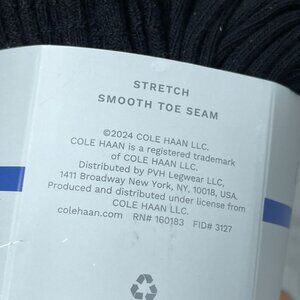 STRETCH
SMOOTH TOE SEAM
©2024 COLE HAAN LLC.
COLE HAAN is a registered trademark
of COLE HAAN LLC.
Distributed by PVH Legwear LLC,
1411 Broadway New York, NY, 10018, USA.
Produced and distributed under license from
COLE HAAN LLC.
colehaan.com RN# 160183 FID# 3127